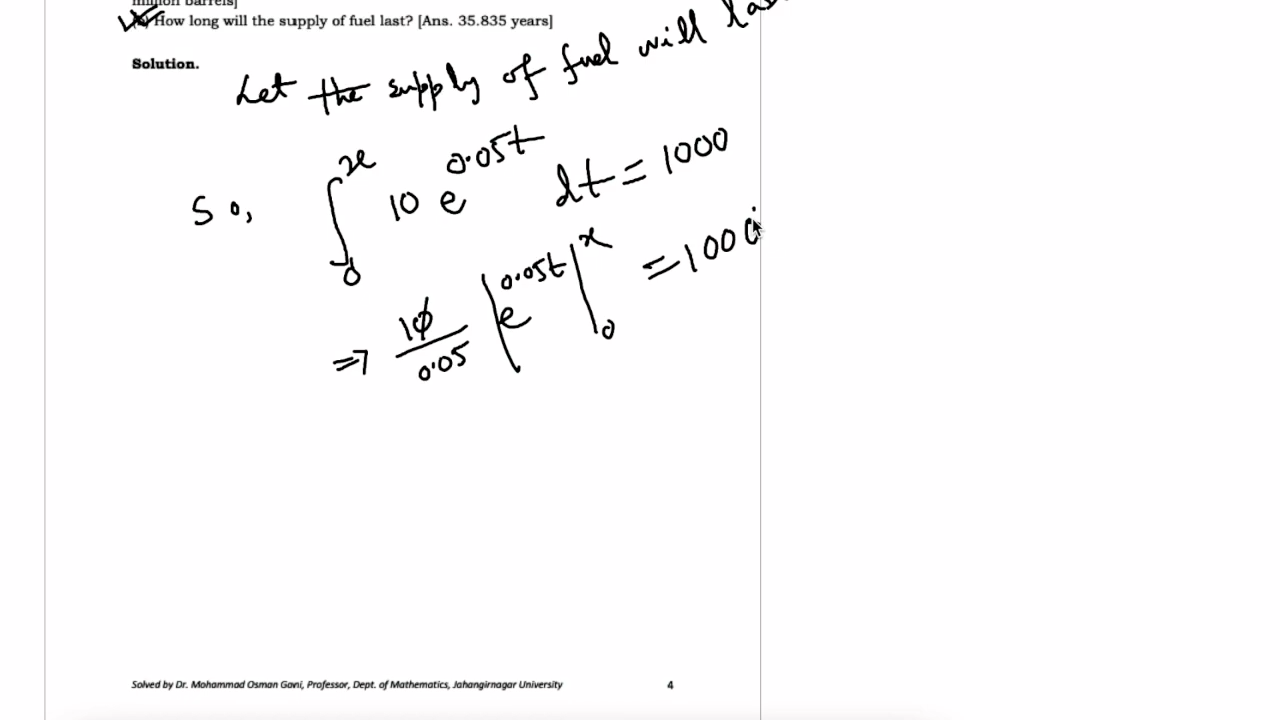 million barrels]
How long will the supply of fuel last? [Ans. 35.835 years]
Solution.
Let the supply of fuel will
So, ∫₀ˣ 10 e^{0.05t} dt = 1000
⇒ 10/0.05 |e^{0.05t}|₀ˣ = 1000
Solved by Dr. Mohammad Osman Gani, Professor, Dept. of Mathematics, Jahangirnagar University 4